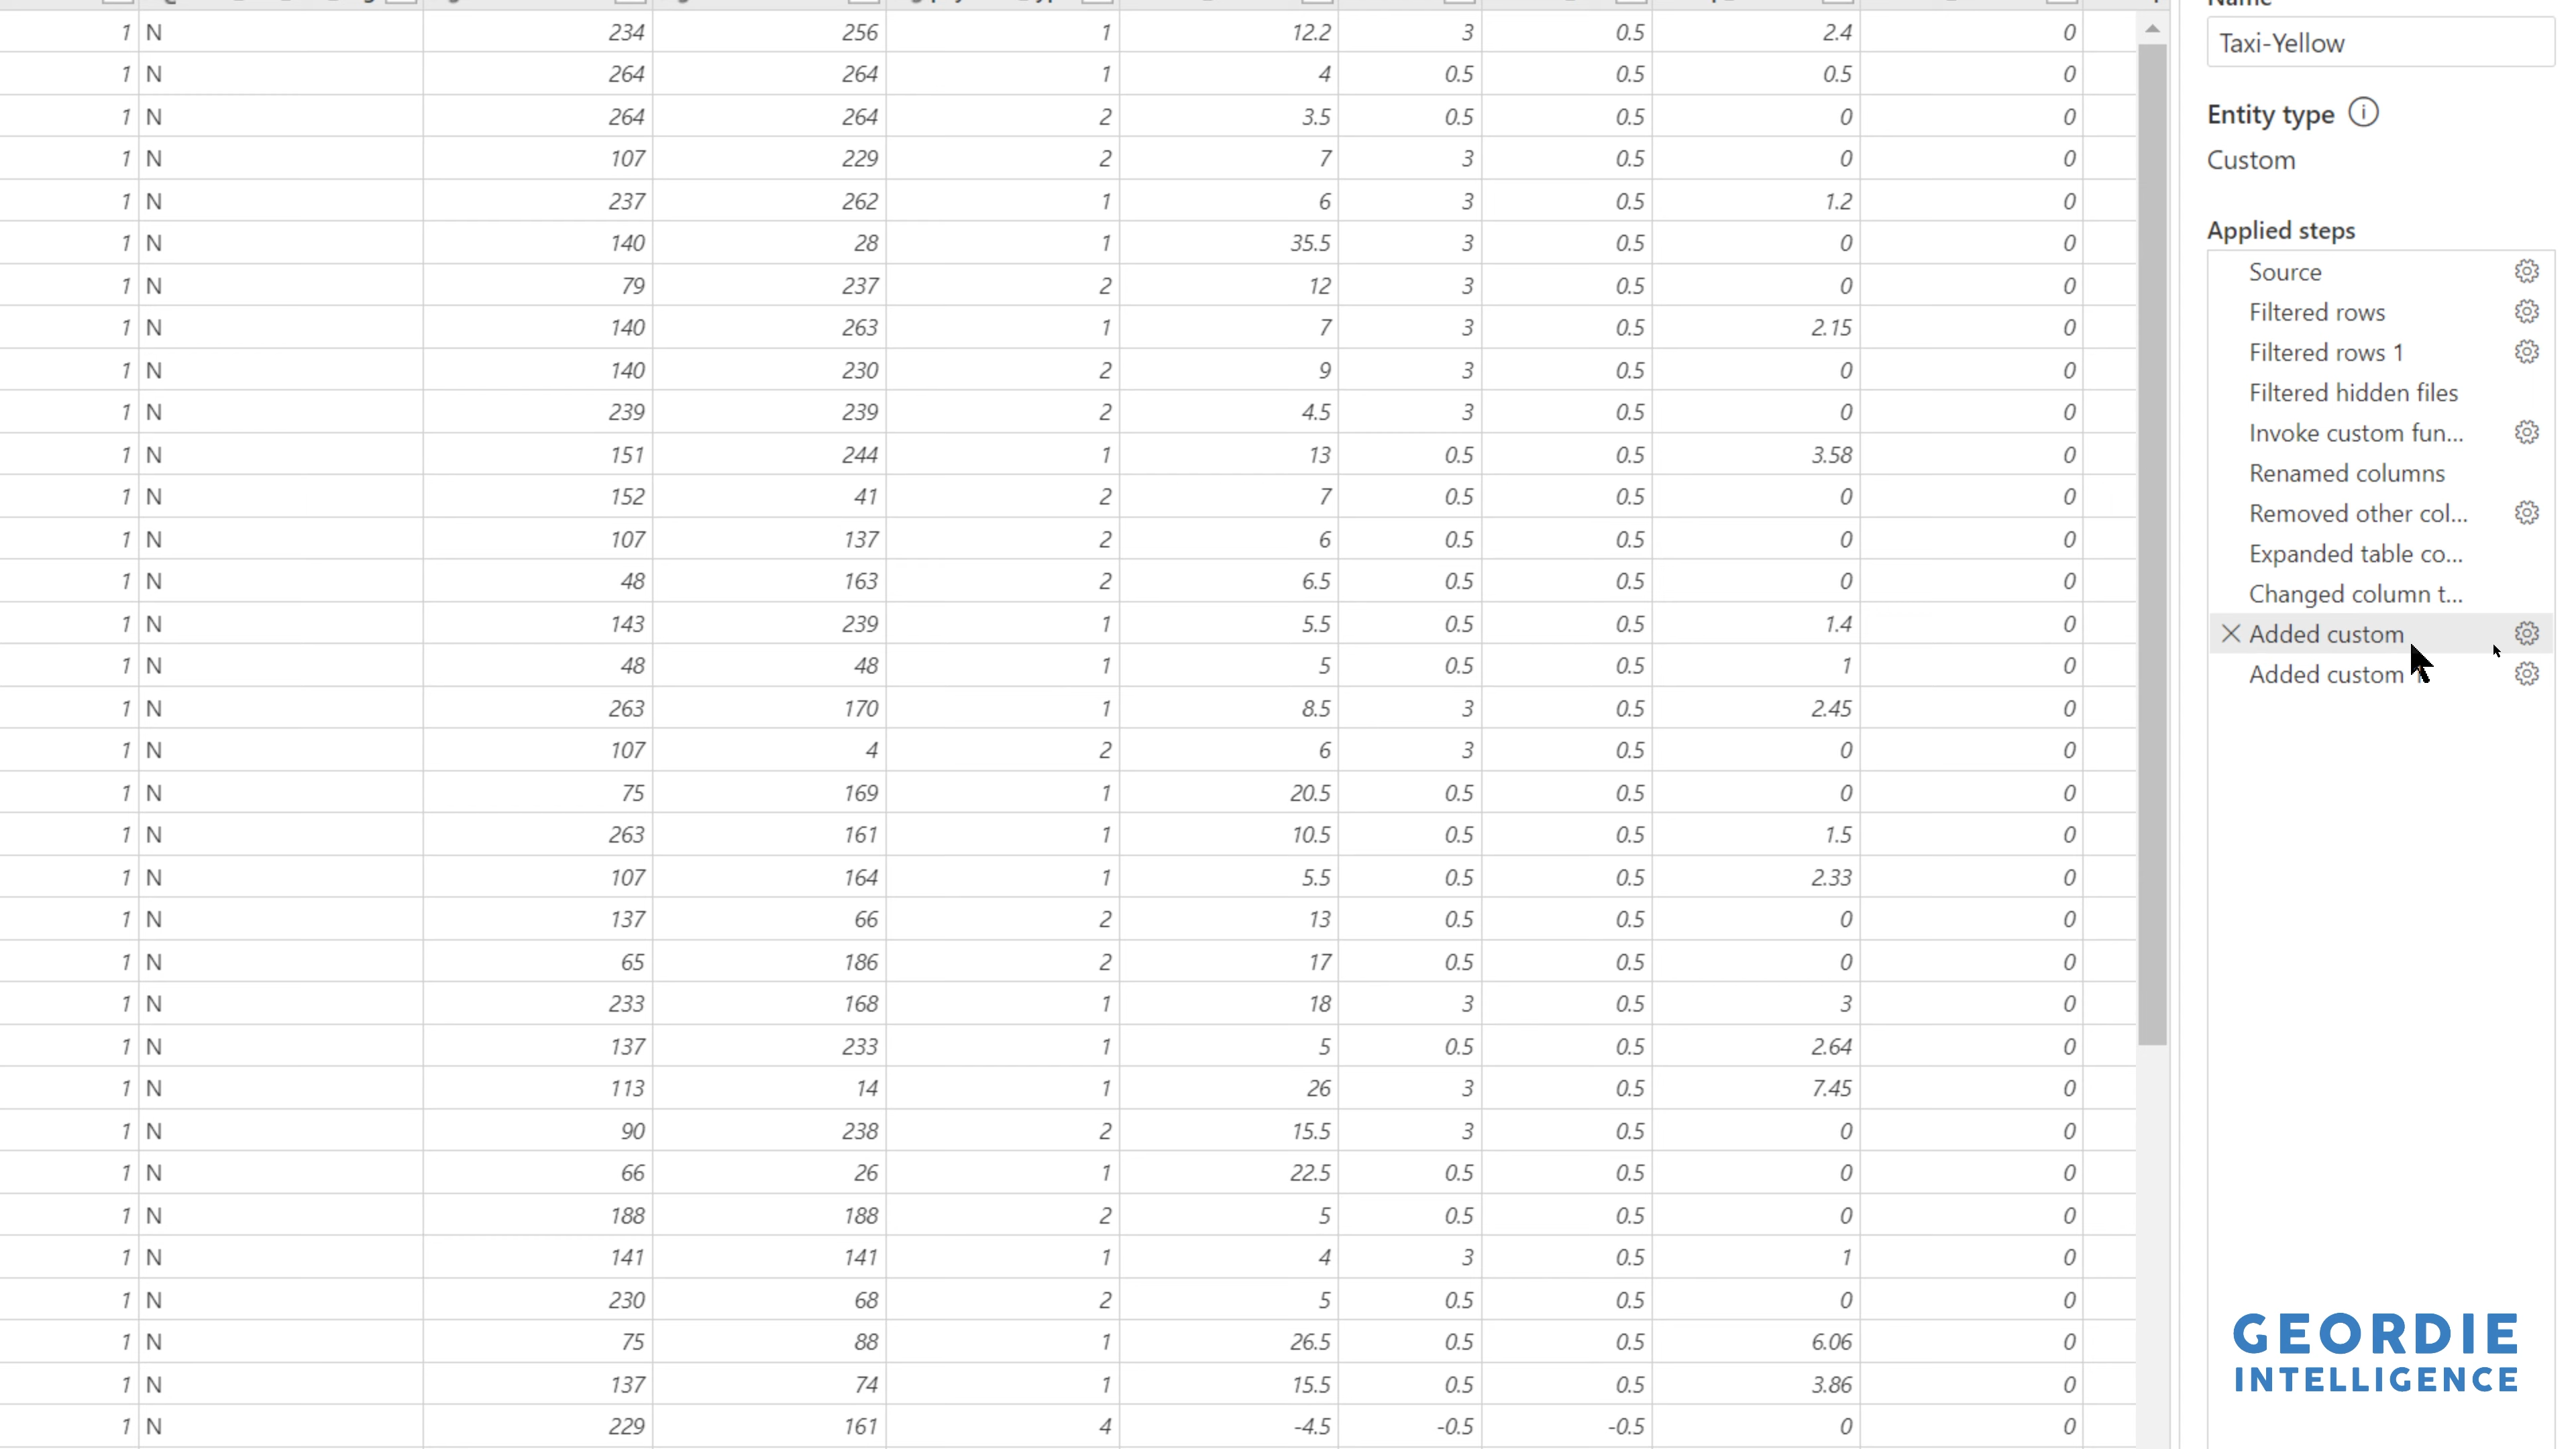 Taxi-Yellow
Entity type
Custom
Applied steps
Source
Filtered rows
Filtered rows 1
Filtered hidden files
Invoke custom fun...
Renamed columns
Removed other col...
Expanded table co...
Changed column t...
Added custom
Added custom
1 N 234 256 1 12.2 3 0.5 2.4 0
1 N 264 264 1 4 0.5 0.5 0.5 0
1 N 264 264 2 3.5 0.5 0.5 0 0
1 N 107 229 2 7 3 0.5 0 0
1 N 237 262 1 6 3 0.5 1.2 0
1 N 140 28 1 35.5 3 0.5 0 0
1 N 79 237 2 12 3 0.5 0 0
1 N 140 263 1 7 3 0.5 2.15 0
1 N 140 230 2 9 3 0.5 0 0
1 N 239 239 2 4.5 3 0.5 0 0
1 N 151 244 1 13 0.5 0.5 3.58 0
1 N 152 41 2 7 0.5 0.5 0 0
1 N 107 137 2 6 0.5 0.5 0 0
1 N 48 163 2 6.5 0.5 0.5 0 0
1 N 143 239 1 5.5 0.5 0.5 1.4 0
1 N 48 48 1 5 0.5 0.5 1 0
1 N 263 170 1 8.5 3 0.5 2.45 0
1 N 107 4 2 6 3 0.5 0 0
1 N 75 169 1 20.5 0.5 0.5 0 0
1 N 263 161 1 10.5 0.5 0.5 1.5 0
1 N 107 164 1 5.5 0.5 0.5 2.33 0
1 N 137 66 2 13 0.5 0.5 0 0
1 N 65 186 2 17 0.5 0.5 0 0
1 N 233 168 1 18 3 0.5 3 0
1 N 137 233 1 5 0.5 0.5 2.64 0
1 N 113 14 1 26 3 0.5 7.45 0
1 N 90 238 2 15.5 3 0.5 0 0
1 N 66 26 1 22.5 0.5 0.5 0 0
1 N 188 188 2 5 0.5 0.5 0 0
1 N 141 141 1 4 3 0.5 1 0
1 N 230 68 2 5 0.5 0.5 0 0
1 N 75 88 1 26.5 0.5 0.5 6.06 0
1 N 137 74 1 15.5 0.5 0.5 3.86 0
1 N 229 161 4 -4.5 -0.5 -0.5 0 0
GEORDIE
INTELLIGENCE